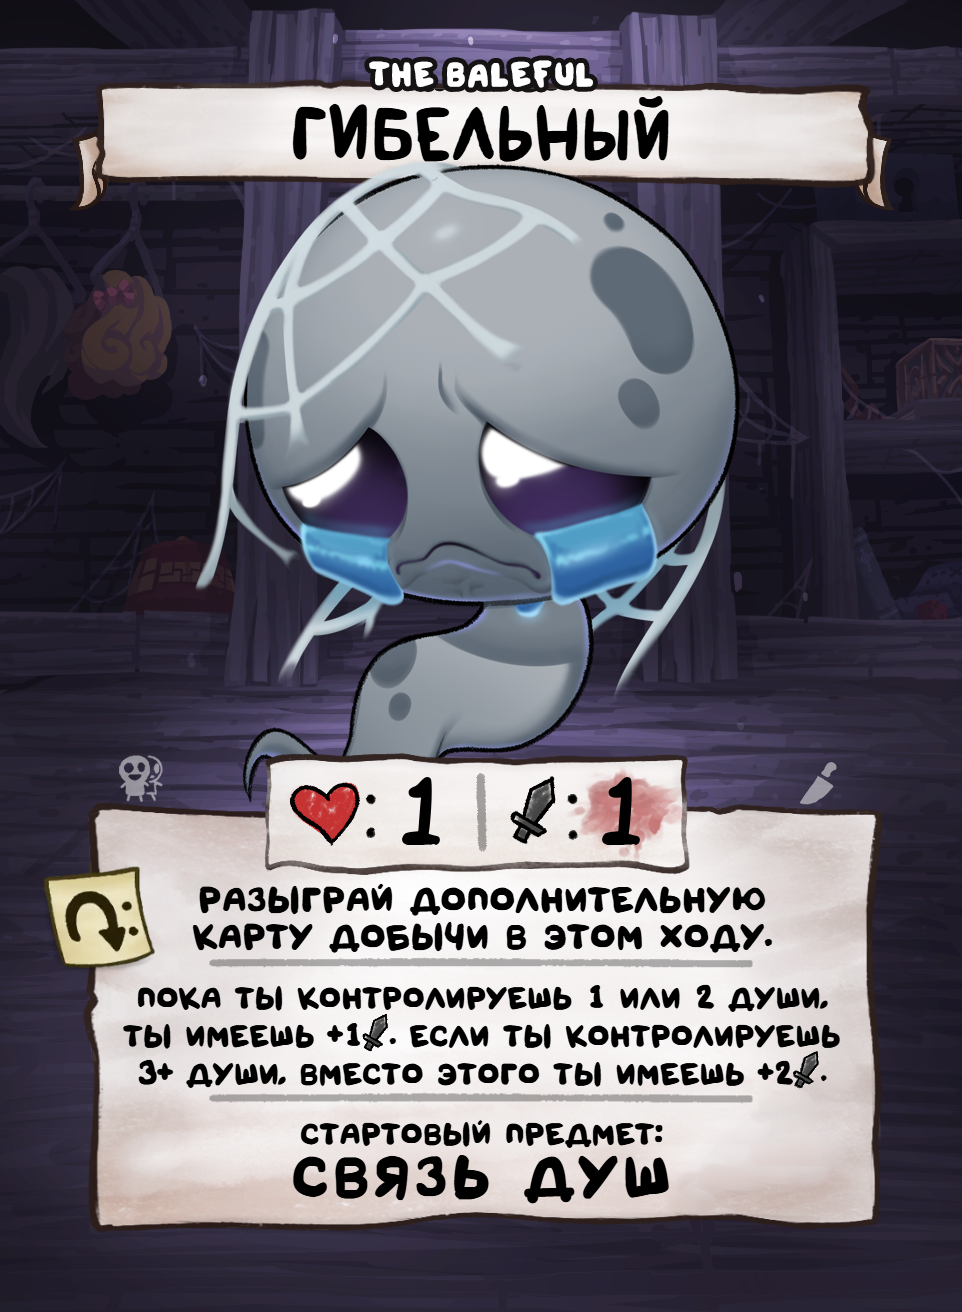 THE BALEFUL
ГИБЕЛЬНЫЙ
: 1 | : 1
РАЗЫГРАЙ ДОПОЛНИТЕЛЬНУЮ
КАРТУ ДОБЫЧИ В ЭТОМ ХОДУ.
ПОКА ТЫ КОНТРОЛИРУЕШЬ 1 ИЛИ 2 ДУШИ,
ТЫ ИМЕЕШЬ +1. ЕСЛИ ТЫ КОНТРОЛИРУЕШЬ
3+ ДУШИ, ВМЕСТО ЭТОГО ТЫ ИМЕЕШЬ +2.
СТАРТОВЫЙ ПРЕДМЕТ:
СВЯЗЬ ДУШ